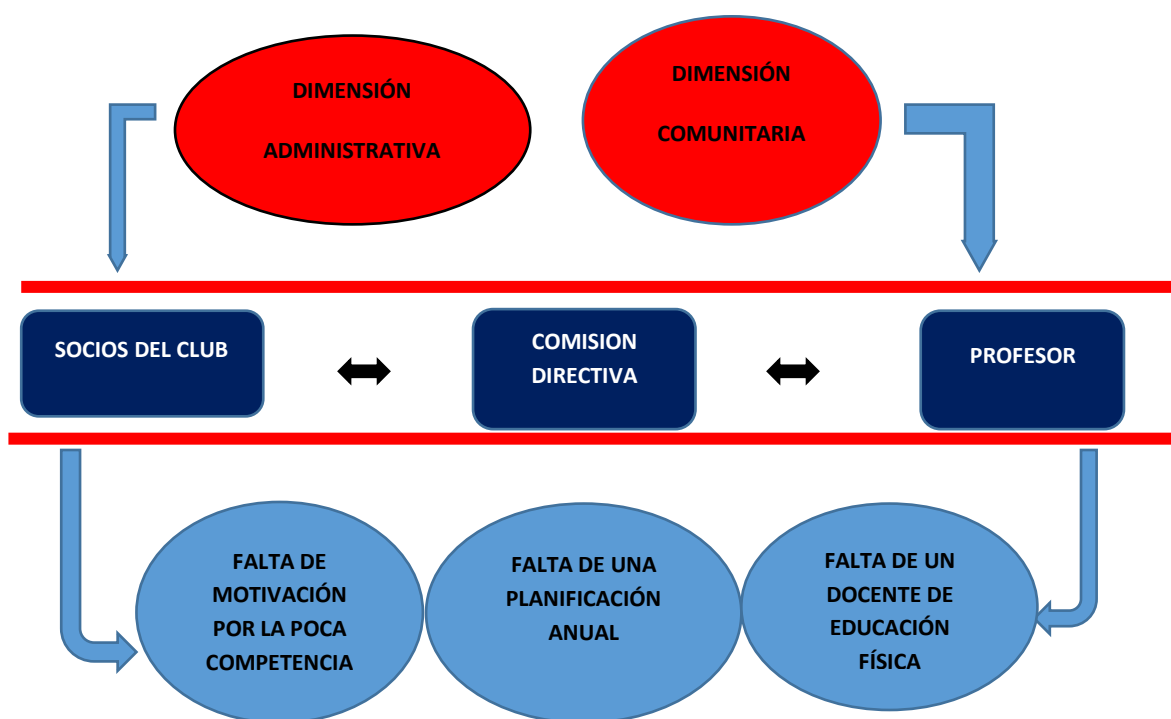 DIMENSIÓN
ADMINISTRATIVA
DIMENSIÓN
COMUNITARIA
SOCIOS DEL CLUB
COMISION
DIRECTIVA
PROFESOR
FALTA DE
MOTIVACIÓN
POR LA POCA
COMPETENCIA
FALTA DE UNA
PLANIFICACIÓN
ANUAL
FALTA DE UN
DOCENTE DE
EDUCACIÓN
FÍSICA